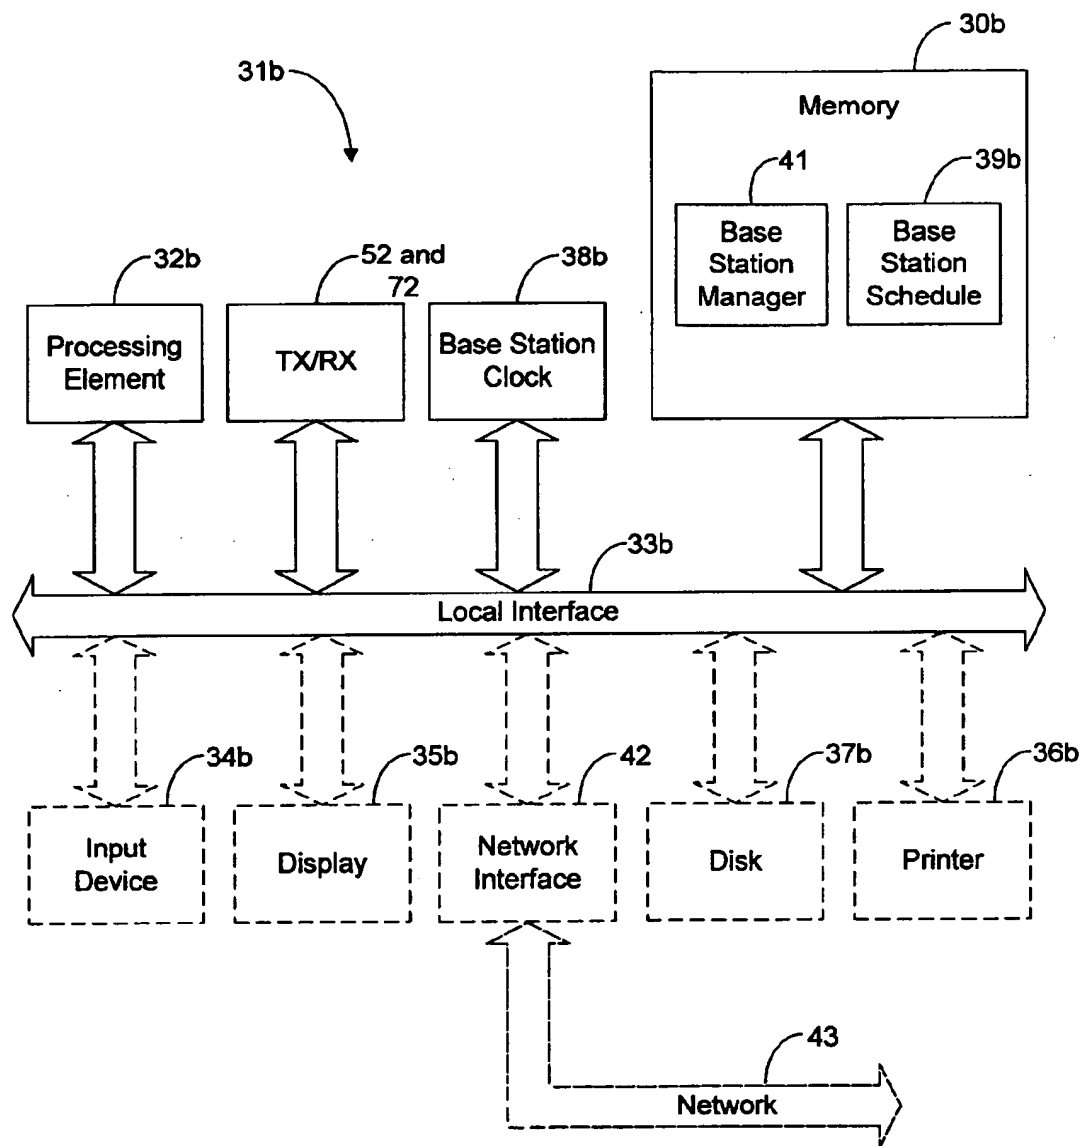 30b
31b
Memory
41
39b
Base
Station
Manager
Base
Station
Schedule
32b
52 and
72
38b
Processing
Element
TX/RX
Base Station
Clock
33b
Local Interface
34b
35b
42
37b
36b
Input
Device
Display
Network
Interface
Disk
Printer
43
Network